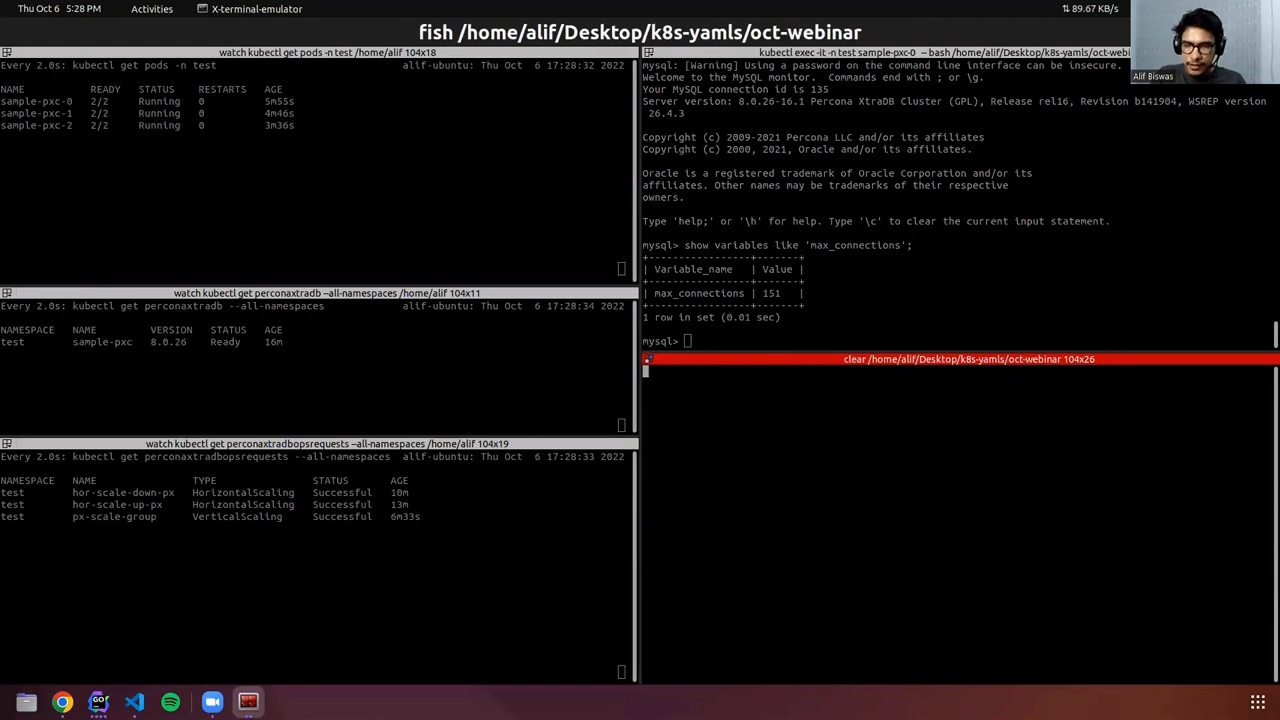 Thu Oct 6 5:28 PM Activities X-terminal-emulator 89.67 KB/s
fish /home/alif/Desktop/k8s-yamls/oct-webinar
watch kubectl get pods -n test /home/alif 104x18
Every 2.0s: kubectl get pods -n test alif-ubuntu: Thu Oct 6 17:28:32 2022
NAME READY STATUS RESTARTS AGE
sample-pxc-0 2/2 Running 0 5m55s
sample-pxc-1 2/2 Running 0 4m46s
sample-pxc-2 2/2 Running 0 3m36s
watch kubectl get perconaxtradb --all-namespaces /home/alif 104x11
Every 2.0s: kubectl get perconaxtradb --all-namespaces alif-ubuntu: Thu Oct 6 17:28:34 2022
NAMESPACE NAME VERSION STATUS AGE
test sample-pxc 8.0.26 Ready 16m
watch kubectl get perconaxtradbopsrequests --all-namespaces /home/alif 104x19
Every 2.0s: kubectl get perconaxtradbopsrequests --all-namespaces alif-ubuntu: Thu Oct 6 17:28:33 2022
NAMESPACE NAME TYPE STATUS AGE
test hor-scale-down-px HorizontalScaling Successful 10m
test hor-scale-up-px HorizontalScaling Successful 13m
test px-scale-group VerticalScaling Successful 6m33s
kubectl exec -it -n test sample-pxc-0 -- bash /home/alif/Desktop/k8s-yamls/oct-webi
mysql: [Warning] Using a password on the command line interface can be insecure.
Welcome to the MySQL monitor. Commands end with ; or \g.
Your MySQL connection id is 135
Server version: 8.0.26-16.1 Percona XtraDB Cluster (GPL), Release rel16, Revision b141904, WSREP version
26.4.3
Copyright (c) 2009-2021 Percona LLC and/or its affiliates
Copyright (c) 2000, 2021, Oracle and/or its affiliates.
Oracle is a registered trademark of Oracle Corporation and/or its
affiliates. Other names may be trademarks of their respective
owners.
Type 'help;' or '\h' for help. Type '\c' to clear the current input statement.
mysql> show variables like 'max_connections';
+-----------------+-------+
| Variable_name | Value |
+-----------------+-------+
| max_connections | 151 |
+-----------------+-------+
1 row in set (0.01 sec)
mysql>
clear /home/alif/Desktop/k8s-yamls/oct-webinar 104x26
Alif Biswas
GO